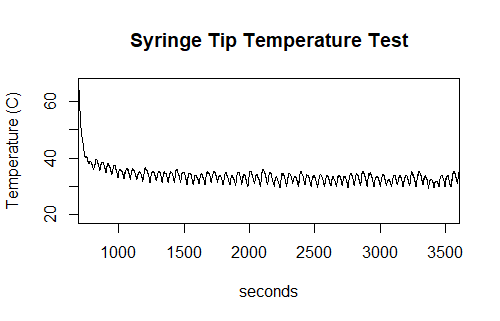 Syringe Tip Temperature Test
Temperature (C)
60
40
20
1000 1500 2000 2500 3000 3500
seconds